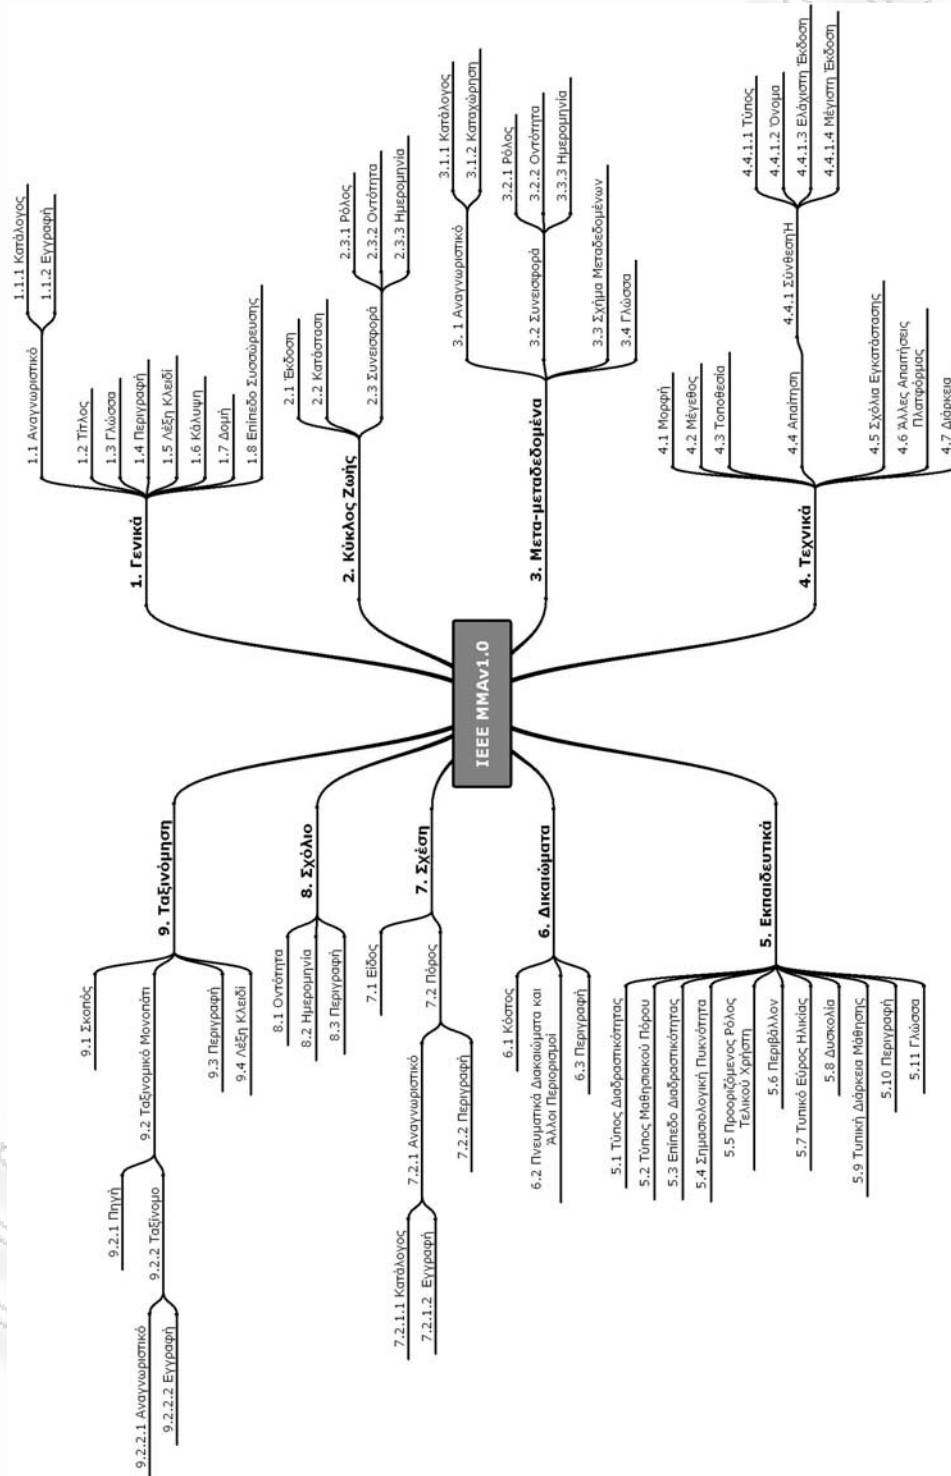 IEEE MMAv1.0
1. Γενικά
1.1 Αναγνωριστικό
1.1.1 Κατάλογος
1.1.2 Εγγραφή
1.2 Τίτλος
1.3 Γλώσσα
1.4 Περιγραφή
1.5 Λέξη Κλειδί
1.6 Κάλυψη
1.7 Δομή
1.8 Επίπεδο Συσσώρευσης
2. Κύκλος Ζωής
2.1 Έκδοση
2.2 Κατάσταση
2.3 Συνεισφορά
2.3.1 Ρόλος
2.3.2 Οντότητα
2.3.3 Ημερομηνία
3. Μετα-μεταδεδομένα
3.1 Αναγνωριστικό
3.1.1 Κατάλογος
3.1.2 Καταχώρηση
3.2 Συνεισφορά
3.2.1 Ρόλος
3.2.2 Οντότητα
3.3.3 Ημερομηνία
3.3 Σχήμα Μεταδεδομένων
3.4 Γλώσσα
4. Τεχνικά
4.1 Μορφή
4.2 Μέγεθος
4.3 Τοποθεσία
4.4 Απαίτηση
4.4.1 ΣύνθεσηΉ
4.4.1.1 Τύπος
4.4.1.2 Όνομα
4.4.1.3 Ελάχιστη Έκδοση
4.4.1.4 Μέγιστη Έκδοση
4.5 Σχόλια Εγκατάστασης
4.6 Άλλες Απαιτήσεις
Πλατφόρμας
4.7 Διάρκεια
5. Εκπαιδευτικά
5.1 Τύπος Διαδραστικότητας
5.2 Τύπος Μαθησιακού Πόρου
5.3 Επίπεδο Διαδραστικότητας
5.4 Σημασιολογική Πυκνότητα
5.5 Προοριζόμενος Ρόλος
Τελικού Χρήστη
5.6 Περιβάλλον
5.7 Τυπικό Εύρος Ηλικίας
5.8 Δυσκολία
5.9 Τυπική Διάρκεια Μάθησης
5.10 Περιγραφή
5.11 Γλώσσα
6. Δικαιώματα
6.1 Κόστος
6.2 Πνευματικά Διακαιώματα και
Άλλοι Περιορισμοί
6.3 Περιγραφή
7. Σχέση
7.1 Είδος
7.2 Πόρος
7.2.1 Αναγνωριστικό
7.2.1.1 Κατάλογος
7.2.1.2 Εγγραφή
7.2.2 Περιγραφή
8. Σχόλιο
8.1 Οντότητα
8.2 Ημερομηνία
8.3 Περιγραφή
9. Ταξινόμηση
9.1 Σκοπός
9.2 Ταξινομικό Μονοπάτι
9.2.1 Πηγή
9.2.2 Ταξίνομο
9.2.2.1 Αναγνωριστικό
9.2.2.2 Εγγραφή
9.3 Περιγραφή
9.4 Λέξη Κλειδί